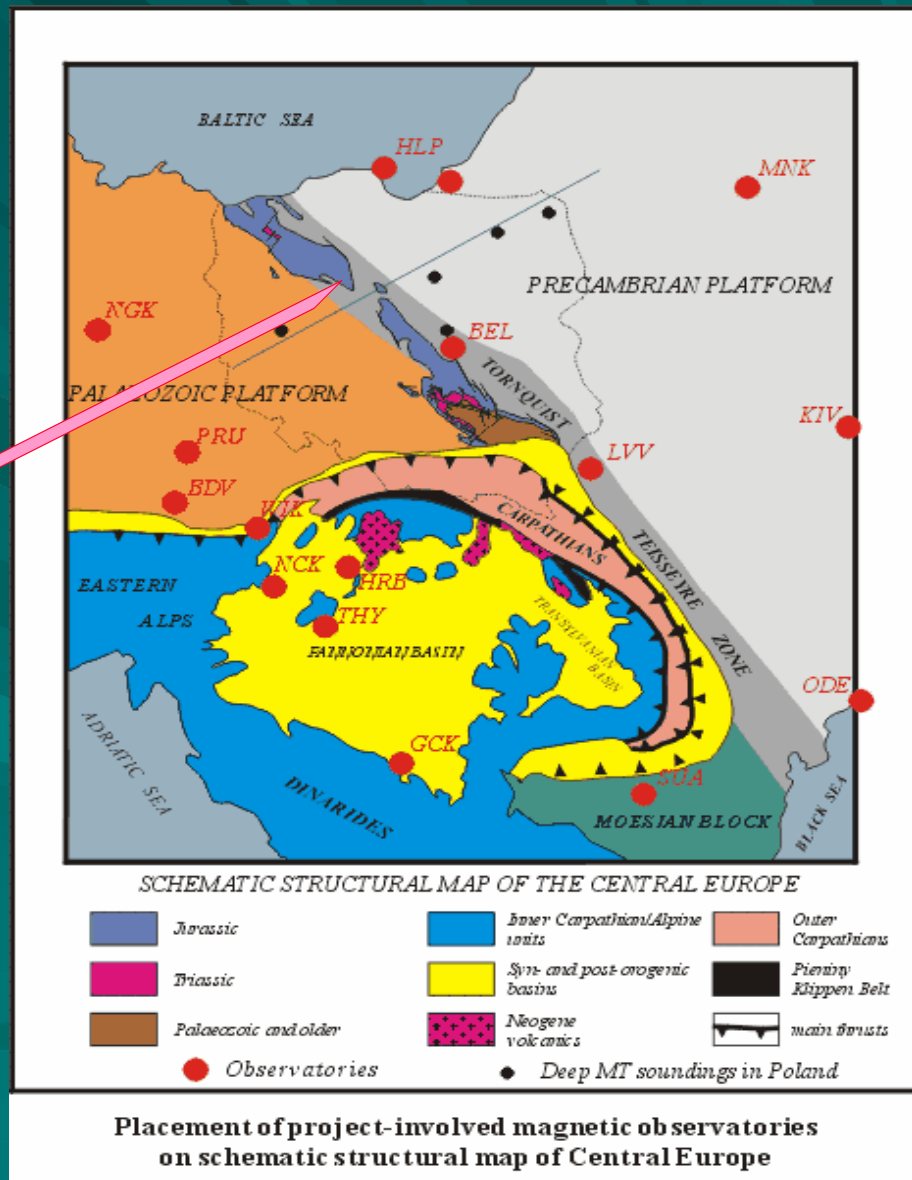 BALTIC SEA
HLP
MNK
PRECAMBRIAN PLATFORM
NGK
BEL
TORNQUIST
PALAEOZOIC PLATFORM
KIV
PRU
LVV
BDV
WIK
CARPATHIANS
TEISSEYRE
ZONE
EASTERN
ALPS
NCK
HRB
THY
TRANSYLVANIAN
BASIN
BASIN
ODE
ADRIATIC SEA
GCK
DINARIDES
SUA
MOESIAN BLOCK
BLACK SEA
SCHEMATIC STRUCTURAL MAP OF THE CENTRAL EUROPE
Jurassic
Inner Carpathian/Alpine
units
Outer
Carpathians
Triassic
Syn- and post-orogenic
basins
Pieniny
Klippen Belt
Palaeozoic and older
Neogene
volcanics
main thrusts
Observatories
Deep MT soundings in Poland
Placement of project-involved magnetic observatories
on schematic structural map of Central Europe